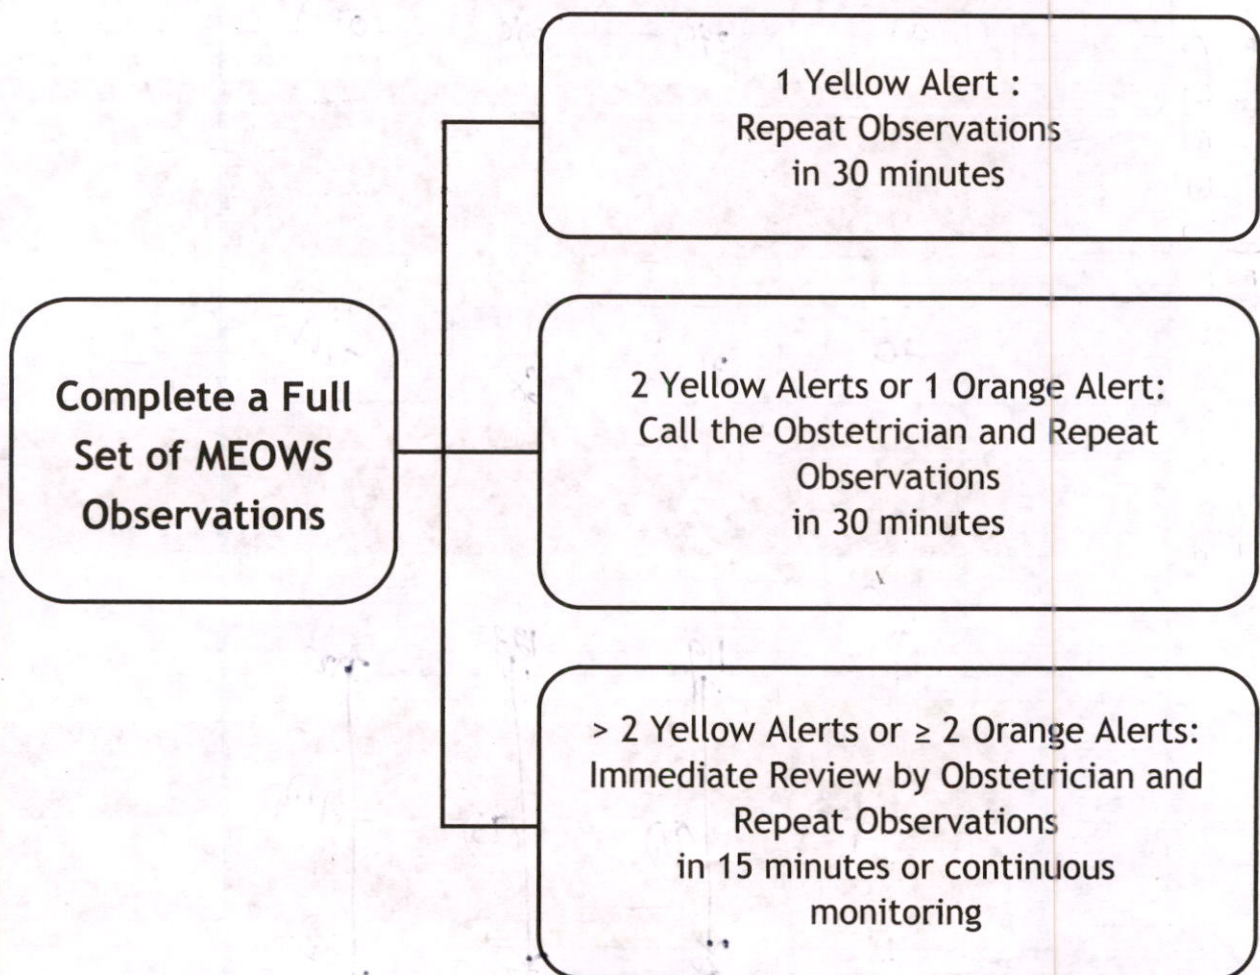 1 Yellow Alert :
Repeat Observations
in 30 minutes
Complete a Full
Set of MEOWS
Observations
2 Yellow Alerts or 1 Orange Alert:
Call the Obstetrician and Repeat
Observations
in 30 minutes
> 2 Yellow Alerts or ≥ 2 Orange Alerts:
Immediate Review by Obstetrician and
Repeat Observations
in 15 minutes or continuous
monitoring